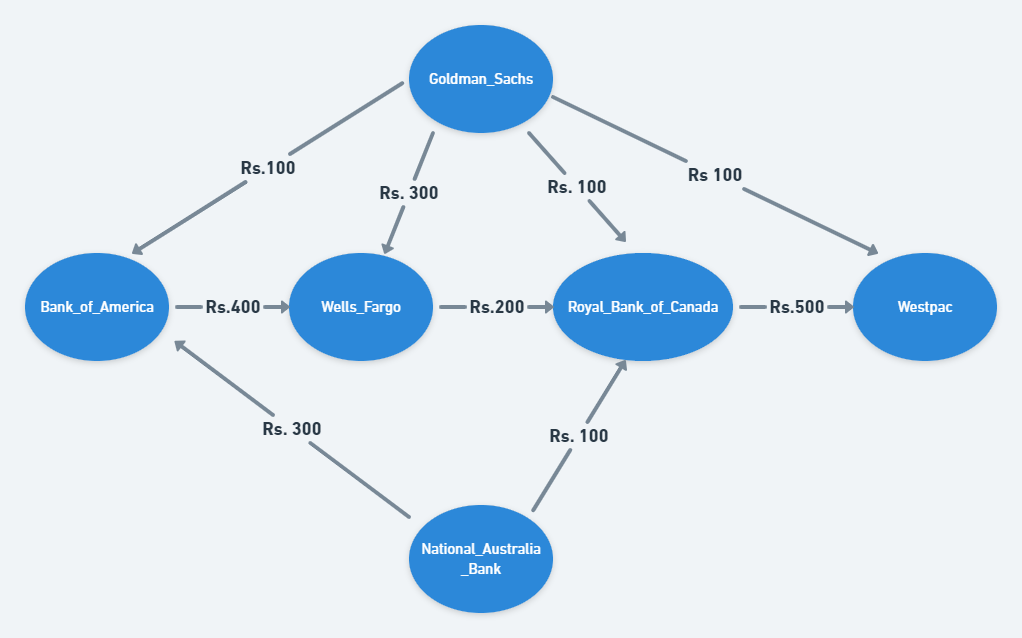 Goldman_Sachs
Rs.100
Rs. 300
Rs. 100
Rs 100
Bank_of_America
Rs.400
Wells_Fargo
Rs.200
Royal_Bank_of_Canada
Rs.500
Westpac
Rs. 300
Rs. 100
National_Australia
_Bank